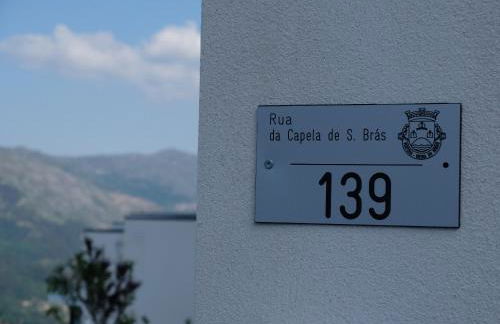 Rua
da Capela de S. Brás
139